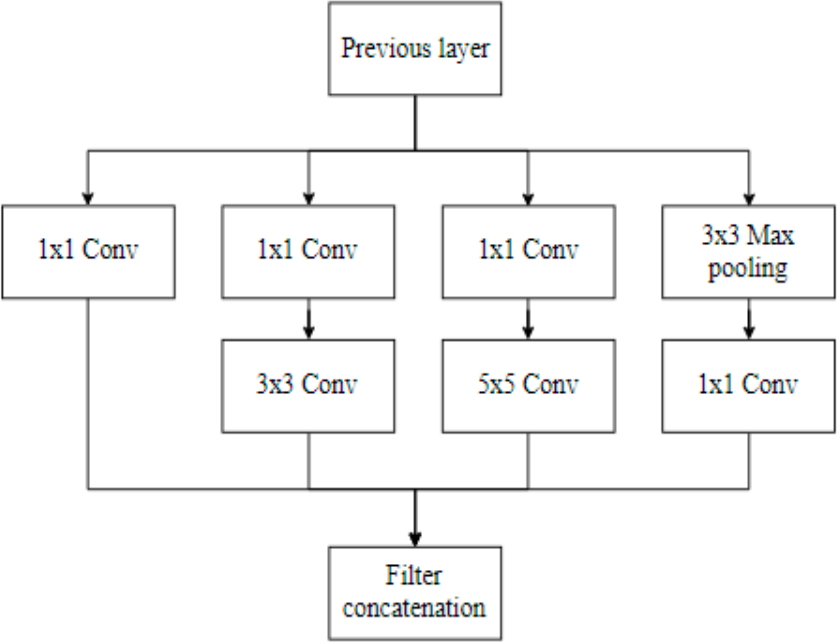 Previous layer
1x1 Conv
1x1 Conv
1x1 Conv
3x3 Max
pooling
3x3 Conv
5x5 Conv
1x1 Conv
Filter
concatenation